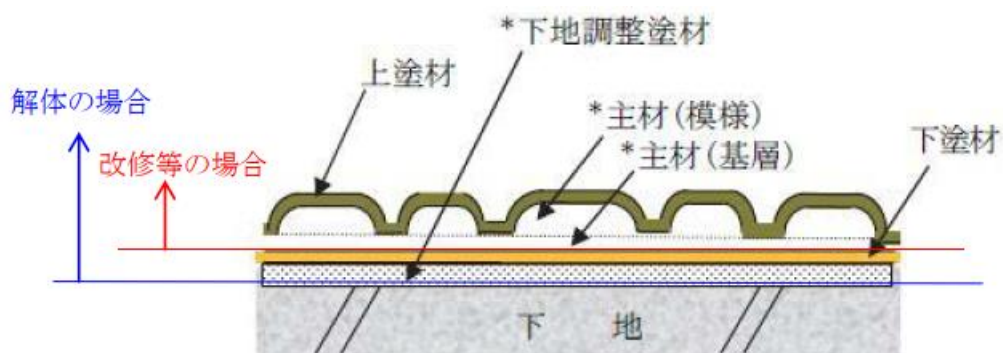 *下地調整塗材
上塗材
解体の場合
*主材(模様)
下塗材
*主材(基層)
改修等の場合
下 地